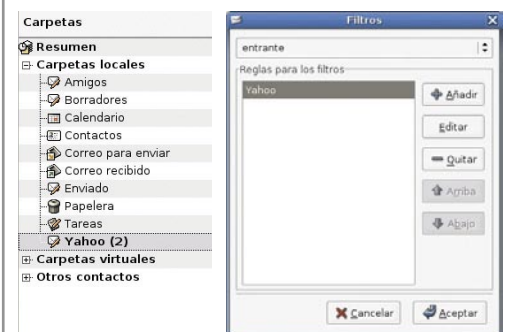 Carpetas
Resumen
Carpetas locales
Amigos
Borradores
Calendario
Contactos
Correo para enviar
Correo recibido
Enviado
Papelera
Tareas
Yahoo (2)
Carpetas virtuales
Otros contactos
Filtros
entrante
Reglas para los filtros
Yahoo
Añadir
Editar
Quitar
Arriba
Abajo
Cancelar
Aceptar